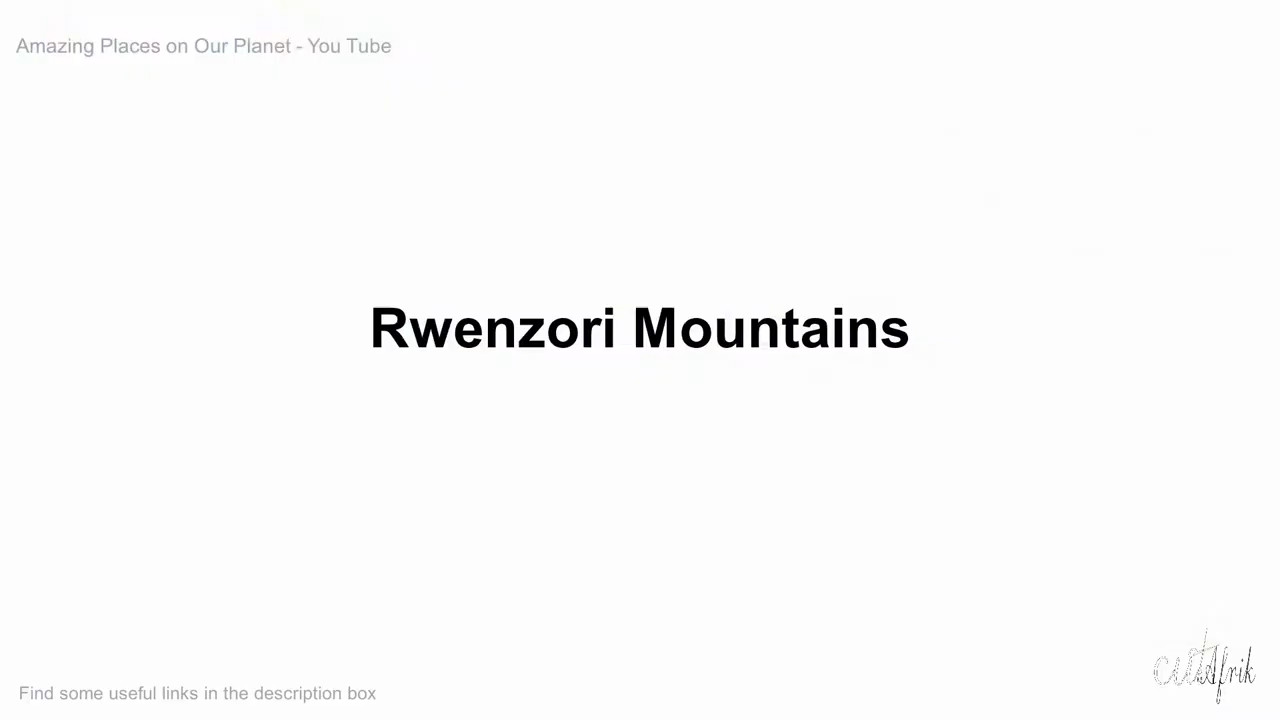 Amazing Places on Our Planet - You Tube
Rwenzori Mountains
Find some useful links in the description box